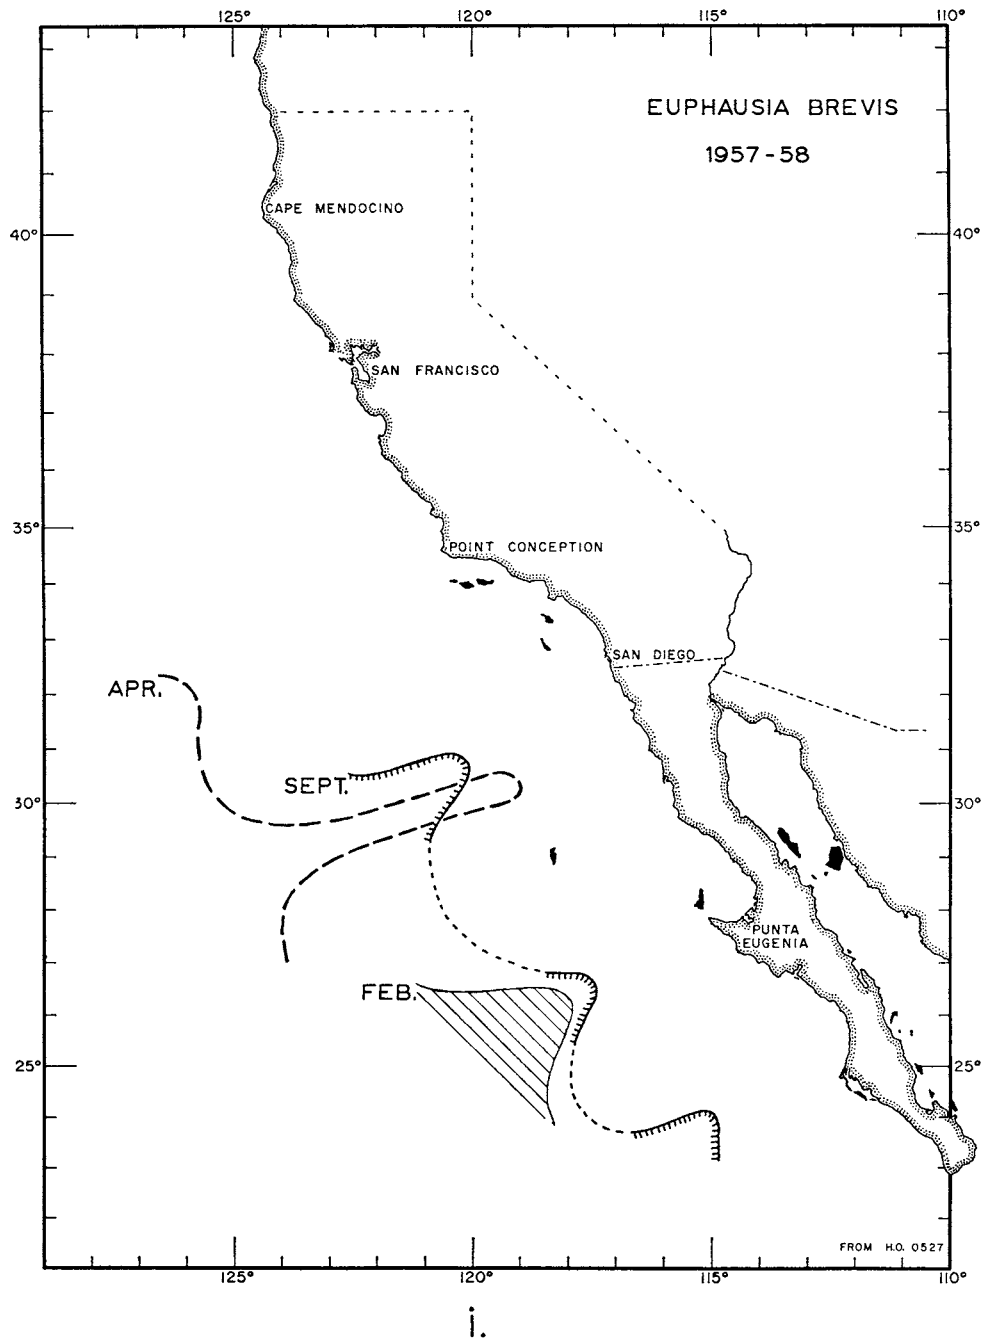 125° 120° 115° 110°
EUPHAUSIA BREVIS
1957-58
CAPE MENDOCINO
40° 40°
SAN FRANCISCO
35° 35°
POINT CONCEPTION
SAN DIEGO
APR.
SEPT.
30° 30°
PUNTA
EUGENIA
FEB.
25° 25°
FROM H.O. 0527
125° 120° 115° 110°
i.